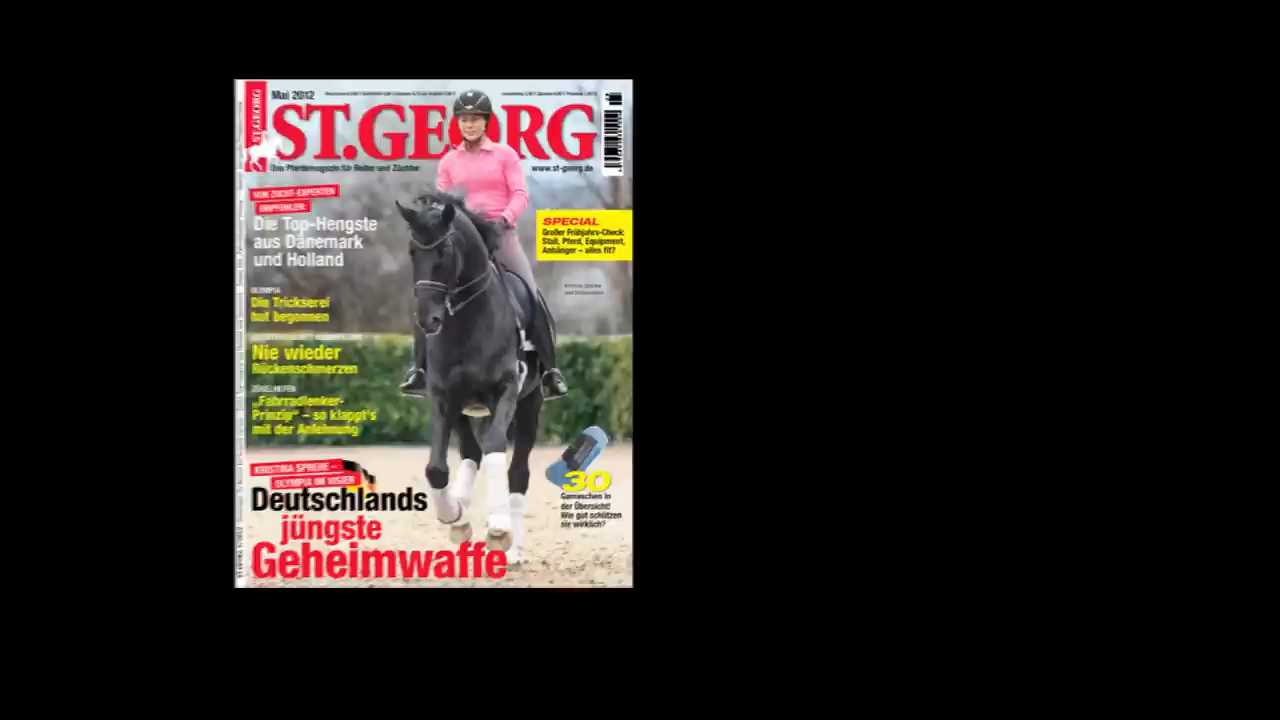 Mai 2012
ST.GEORG
ST.GEORG
Das Pferdemagazin für Reiter und Züchter
www.st-georg.de
VON ZUCHT-EXPERTEN
EMPFOHLEN:
Die Top-Hengste
aus Dänemark
und Holland
SPECIAL
Großer Frühjahrs-Check:
Stall, Pferd, Equipment,
Anhänger – alles fit?
OLYMPIA
Die Trickserei
hat begonnen
Nie wieder
Rückenschmerzen
ZÜGELHILFEN
„Fahrradlenker-
Prinzip“ – so klappt's
mit der Anlehnung
KRISTINA SPREHE –
OLYMPIA IM VISIER
Deutschlands
jüngste
Geheimwaffe
30
Gamaschen in
der Übersicht!
Wie gut schützen
sie wirklich?